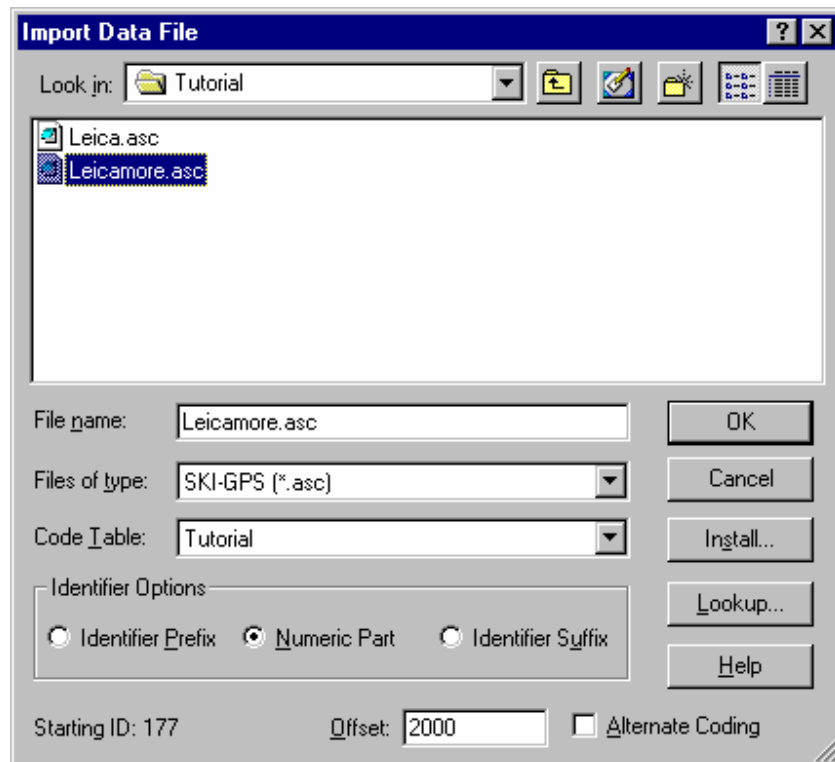 Import Data File
Look in: Tutorial
Leica.asc
Leicamore.asc
File name: Leicamore.asc OK
Files of type: SKI-GPS (*.asc) Cancel
Code Table: Tutorial Install...
Identifier Options
Lookup...
Identifier Prefix Numeric Part Identifier Suffix
Help
Starting ID: 177 Offset: 2000 Alternate Coding